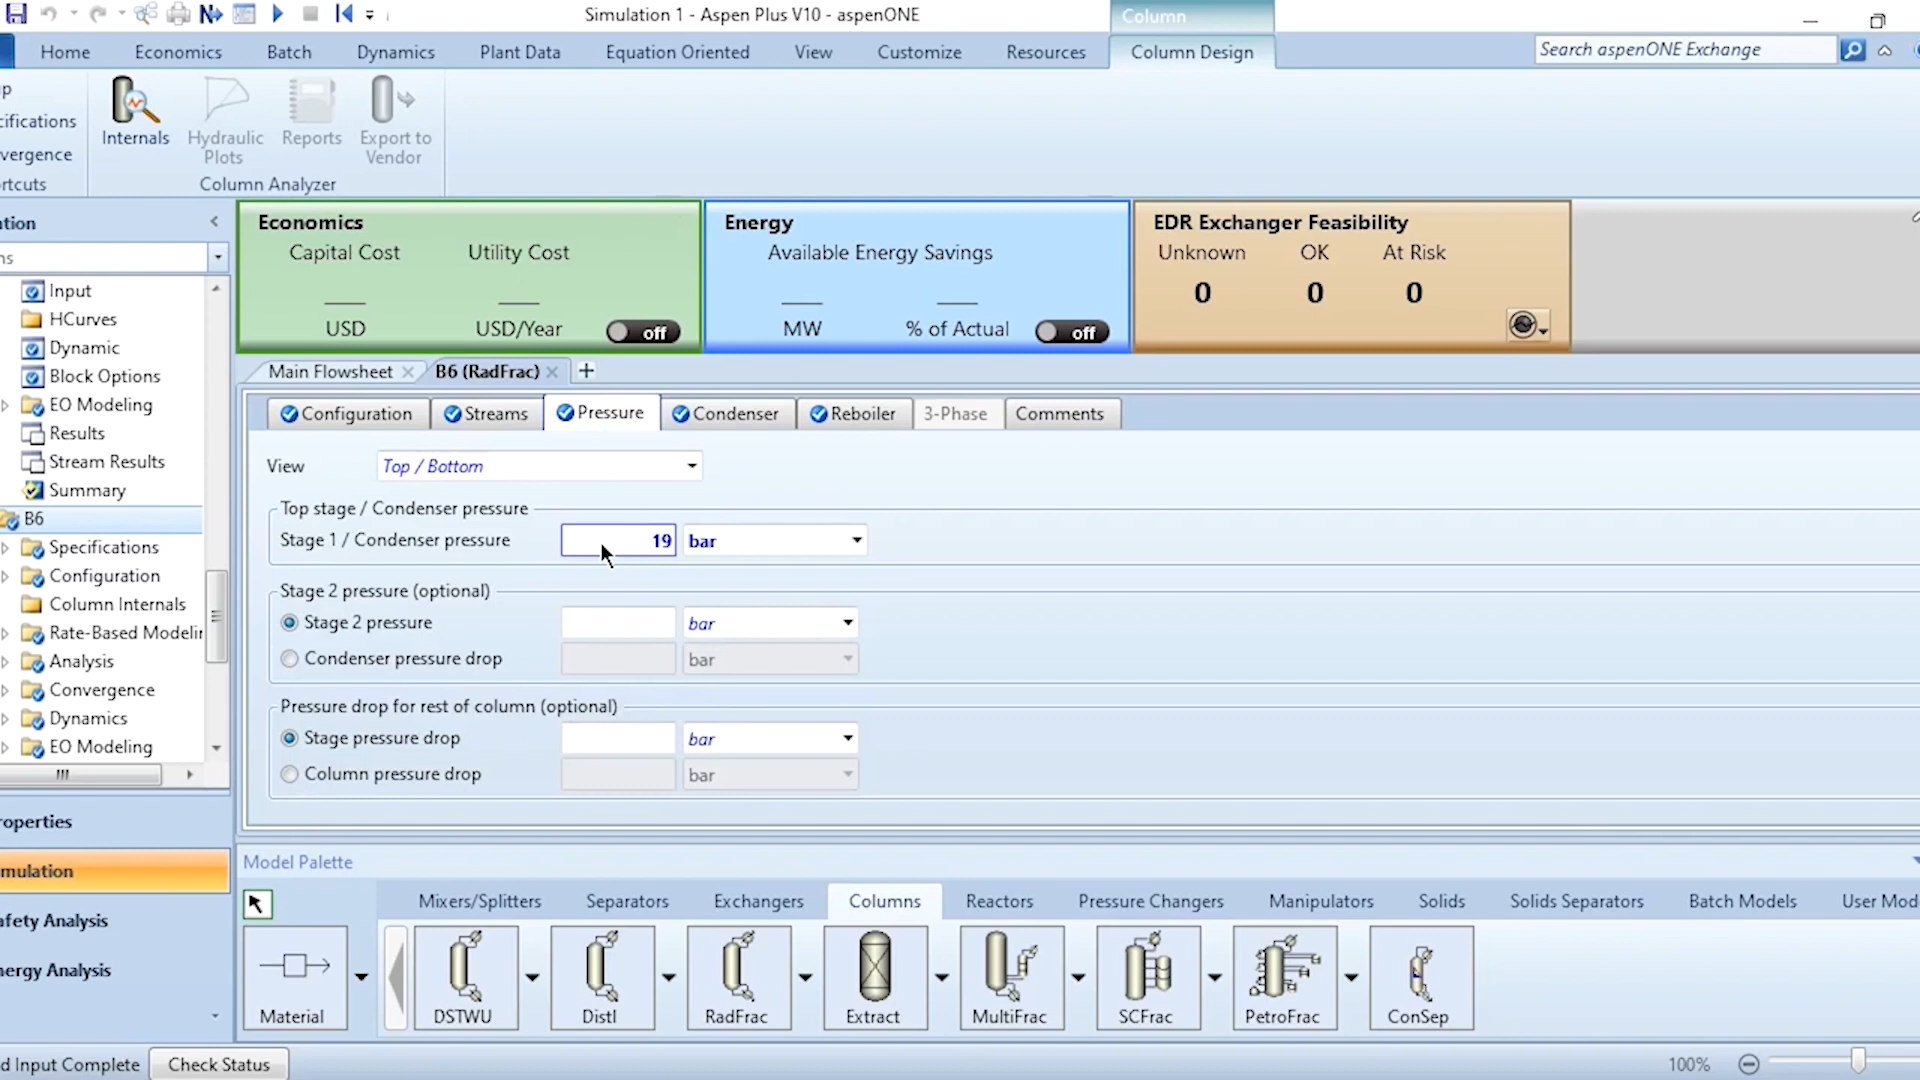 Simulation 1 - Aspen Plus V10 - aspenONE
Column
Home Economics Batch Dynamics Plant Data Equation Oriented View Customize Resources Column Design
Search aspenONE Exchange
p
cifications
vergence
rtcuts
Internals
Hydraulic Plots
Reports
Export to Vendor
Column Analyzer
Economics
Capital Cost Utility Cost
USD USD/Year off
Energy
Available Energy Savings
MW % of Actual off
EDR Exchanger Feasibility
Unknown OK At Risk
0 0 0
tion
ns
Input
HCurves
Dynamic
Block Options
EO Modeling
Results
Stream Results
Summary
B6
Specifications
Configuration
Column Internals
Rate-Based Modelir
Analysis
Convergence
Dynamics
EO Modeling
roperties
mulation
afety Analysis
nergy Analysis
Main Flowsheet B6 (RadFrac) +
Configuration Streams Pressure Condenser Reboiler 3-Phase Comments
View Top / Bottom
Top stage / Condenser pressure
Stage 1 / Condenser pressure 19 bar
Stage 2 pressure (optional)
Stage 2 pressure bar
Condenser pressure drop bar
Pressure drop for rest of column (optional)
Stage pressure drop bar
Column pressure drop bar
Model Palette
Mixers/Splitters Separators Exchangers Columns Reactors Pressure Changers Manipulators Solids Solids Separators Batch Models User Mod
Material DSTWU Distl RadFrac Extract MultiFrac SCFrac PetroFrac ConSep
d Input Complete Check Status 100%